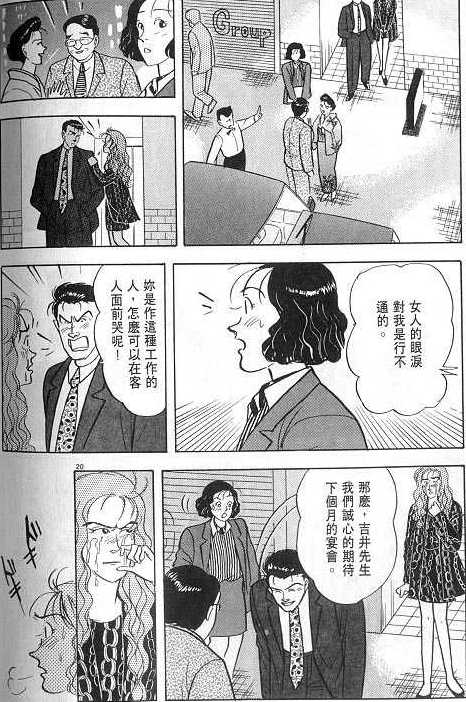 Group
女人的眼淚
對我是行不
通的。
妳是作這種工作的
人，怎麼可以在客
人面前哭呢！
20
那麼，吉井先生
我們誠心的期待
下個月的宴會。
ドキ
ドキ